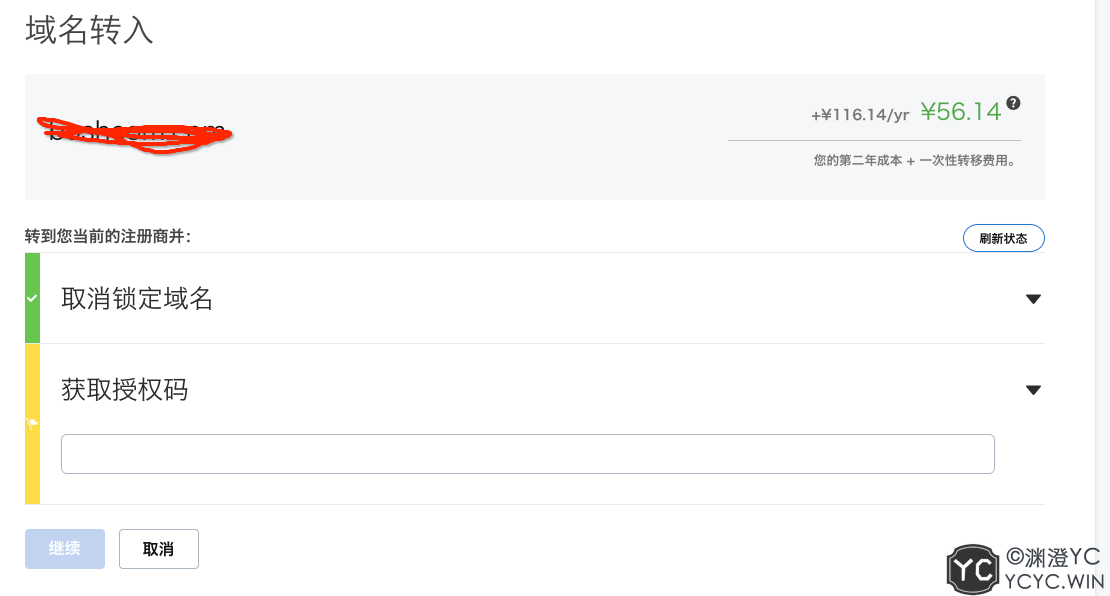 域名转入
+¥116.14/yr ¥56.14 ?
您的第二年成本 + 一次性转移费用。
转到您当前的注册商并:
刷新状态
取消锁定域名
获取授权码
继续
取消
YC
©渊澄YC
YCYC.WIN